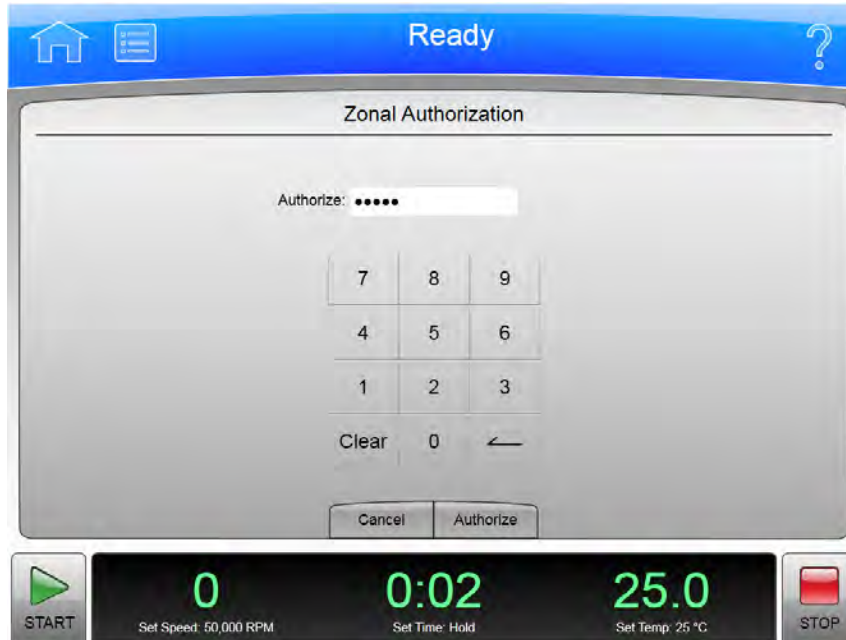 Ready
Zonal Authorization
Authorize: •••••
7 8 9
4 5 6
1 2 3
Clear 0
Cancel Authorize
START
0 0:02 25.0
Set Speed: 50,000 RPM Set Time: Hold Set Temp: 25 °C
STOP